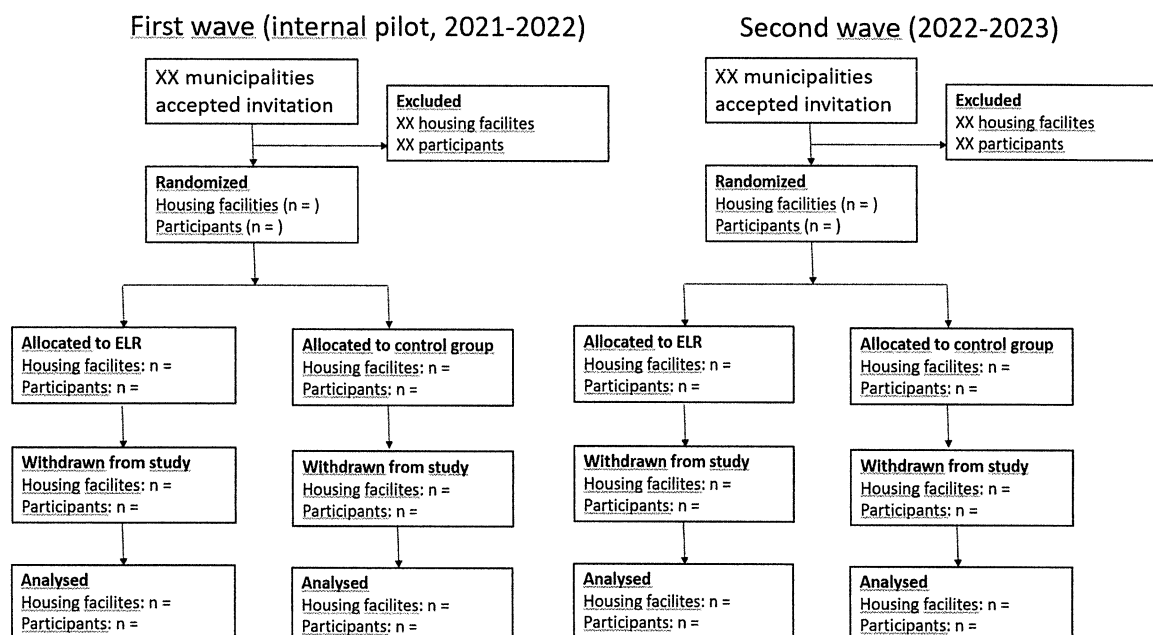 First wave (internal pilot, 2021-2022)
XX municipalities
accepted invitation
Excluded
XX housing facilites
XX participants
Randomized
Housing facilities (n = )
Participants (n = )
Allocated to ELR
Housing facilites: n =
Participants: n =
Allocated to control group
Housing facilites: n =
Participants: n =
Withdrawn from study
Housing facilites: n =
Participants: n =
Withdrawn from study
Housing facilites: n =
Participants: n =
Analysed
Housing facilites: n =
Participants: n =
Analysed
Housing facilites: n =
Participants: n =
Second wave (2022-2023)
XX municipalities
accepted invitation
Excluded
XX housing facilites
XX participants
Randomized
Housing facilities (n = )
Participants (n = )
Allocated to ELR
Housing facilites: n =
Participants: n =
Allocated to control group
Housing facilites: n =
Participants: n =
Withdrawn from study
Housing facilites: n =
Participants: n =
Withdrawn from study
Housing facilites: n =
Participants: n =
Analysed
Housing facilites: n =
Participants: n =
Analysed
Housing facilites: n =
Participants: n =